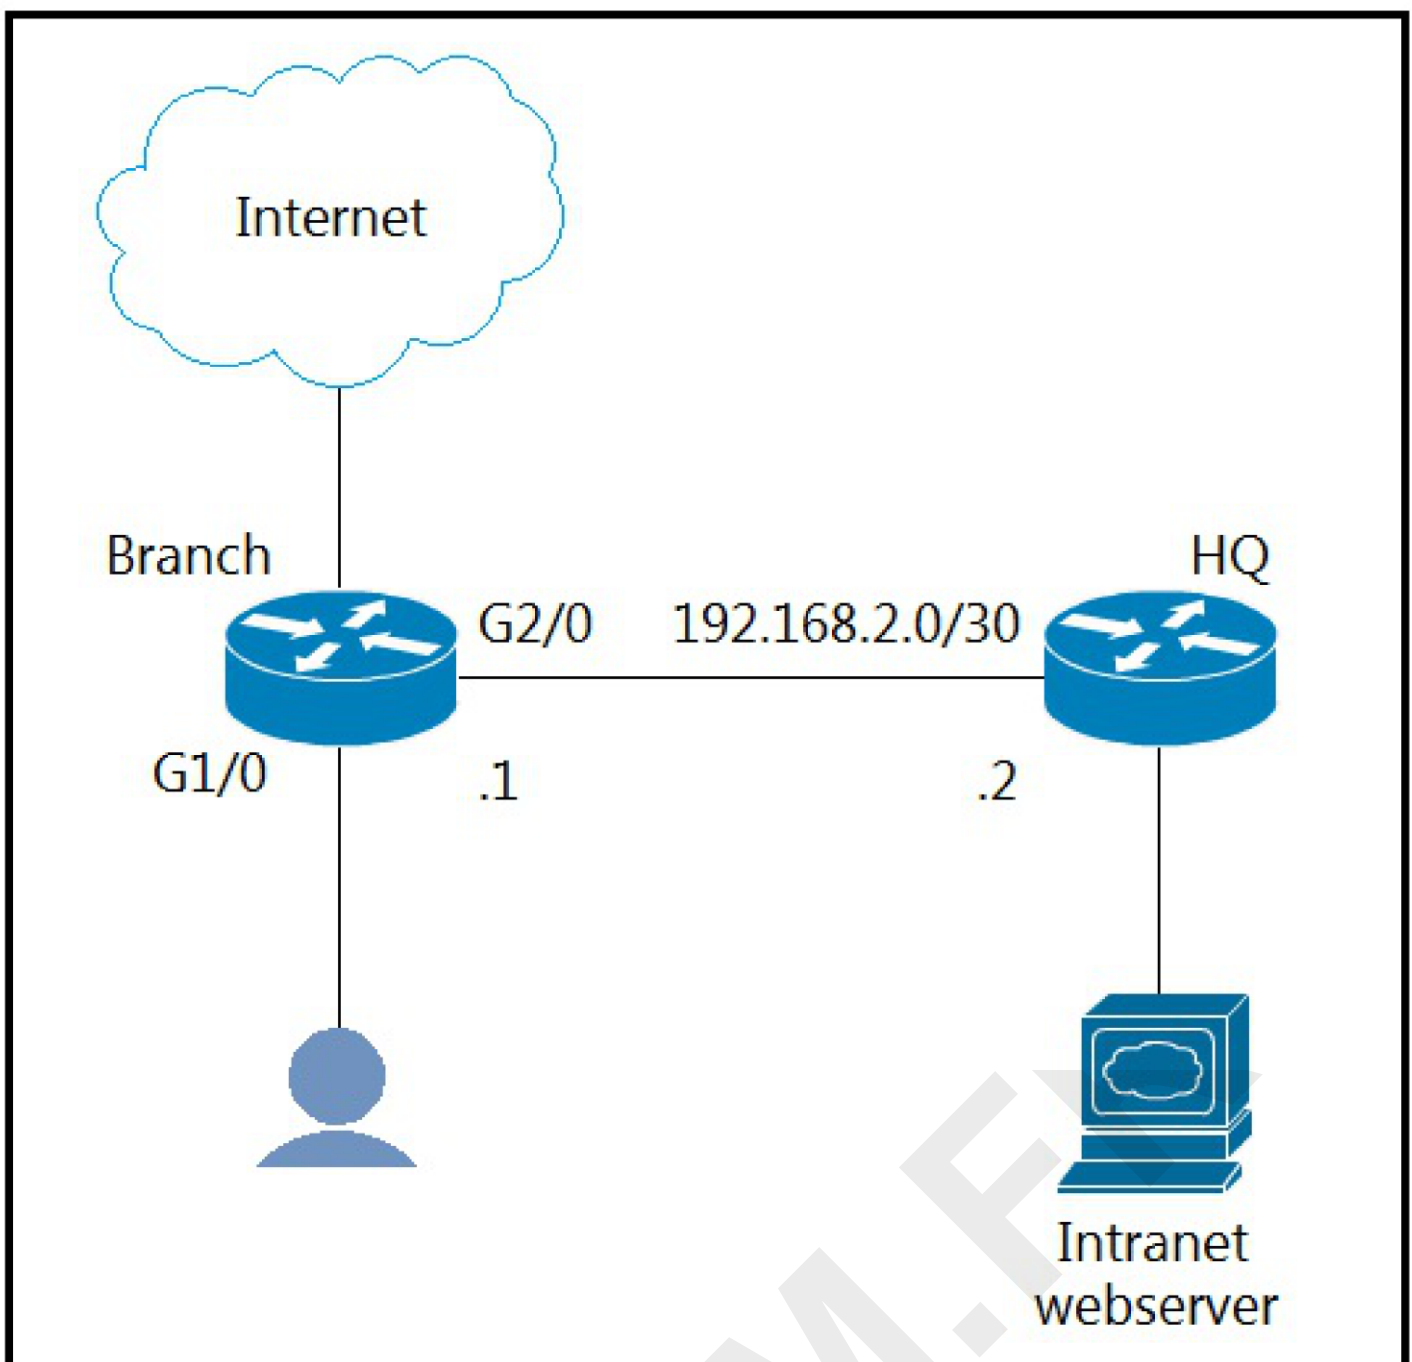 Internet
Branch
HQ
G2/0
192.168.2.0/30
G1/0
.1
.2
Intranet
webserver